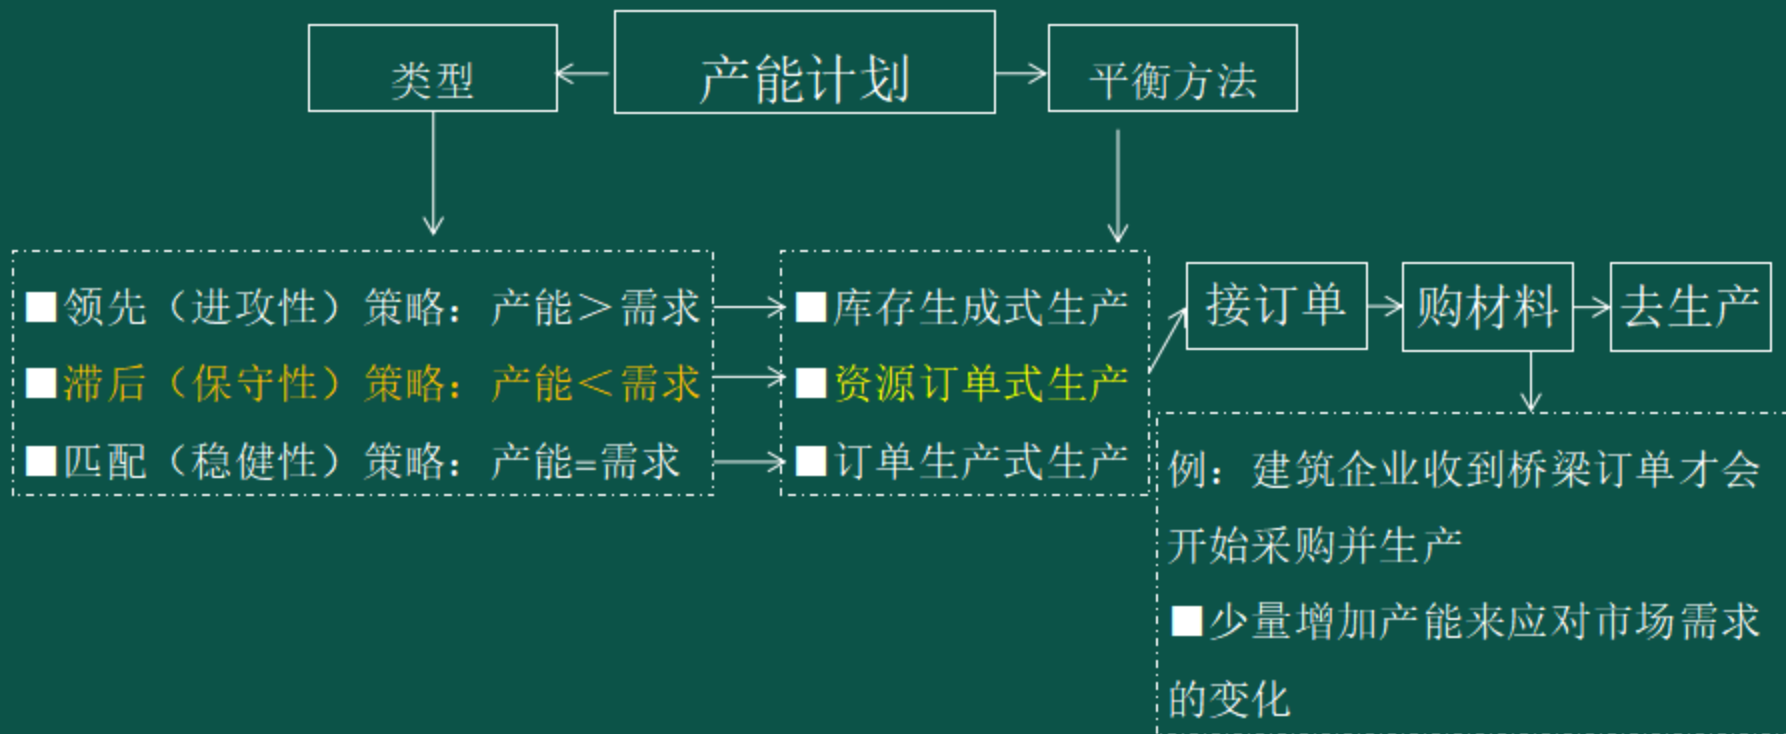 类型
产能计划
平衡方法
■领先（进攻性）策略：产能＞需求
■滞后（保守性）策略：产能＜需求
■匹配（稳健性）策略：产能=需求
■库存生成式生产
■资源订单式生产
■订单生产式生产
接订单
购材料
去生产
例：建筑企业收到桥梁订单才会
开始采购并生产
■少量增加产能来应对市场需求
的变化